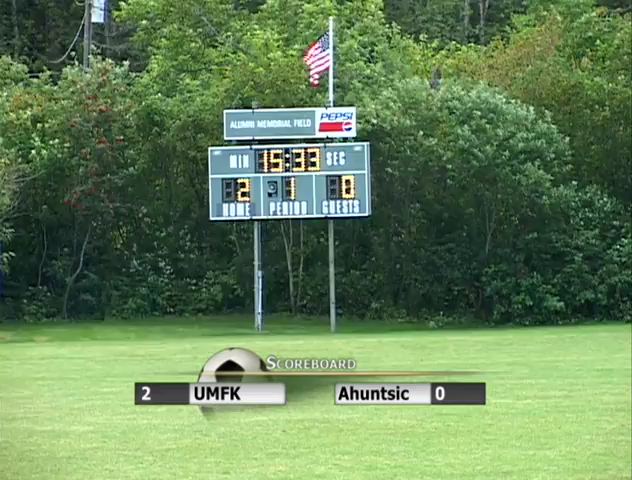 ALUMNI MEMORIAL FIELD PEPSI
MIN 15:33 SEC
2 1 0
HOME PERIOD GUESTS
SCOREBOARD
2 UMFK Ahuntsic 0